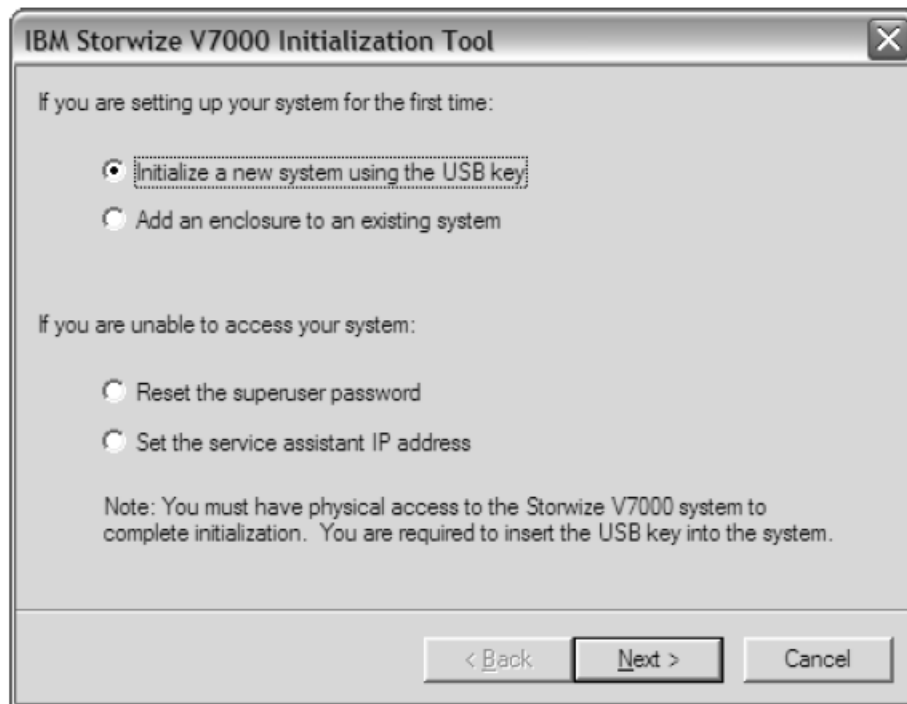 IBM Storwize V7000 Initialization Tool
If you are setting up your system for the first time:
Initialize a new system using the USB key
Add an enclosure to an existing system
If you are unable to access your system:
Reset the superuser password
Set the service assistant IP address
Note: You must have physical access to the Storwize V7000 system to
complete initialization. You are required to insert the USB key into the system.
< Back
Next >
Cancel